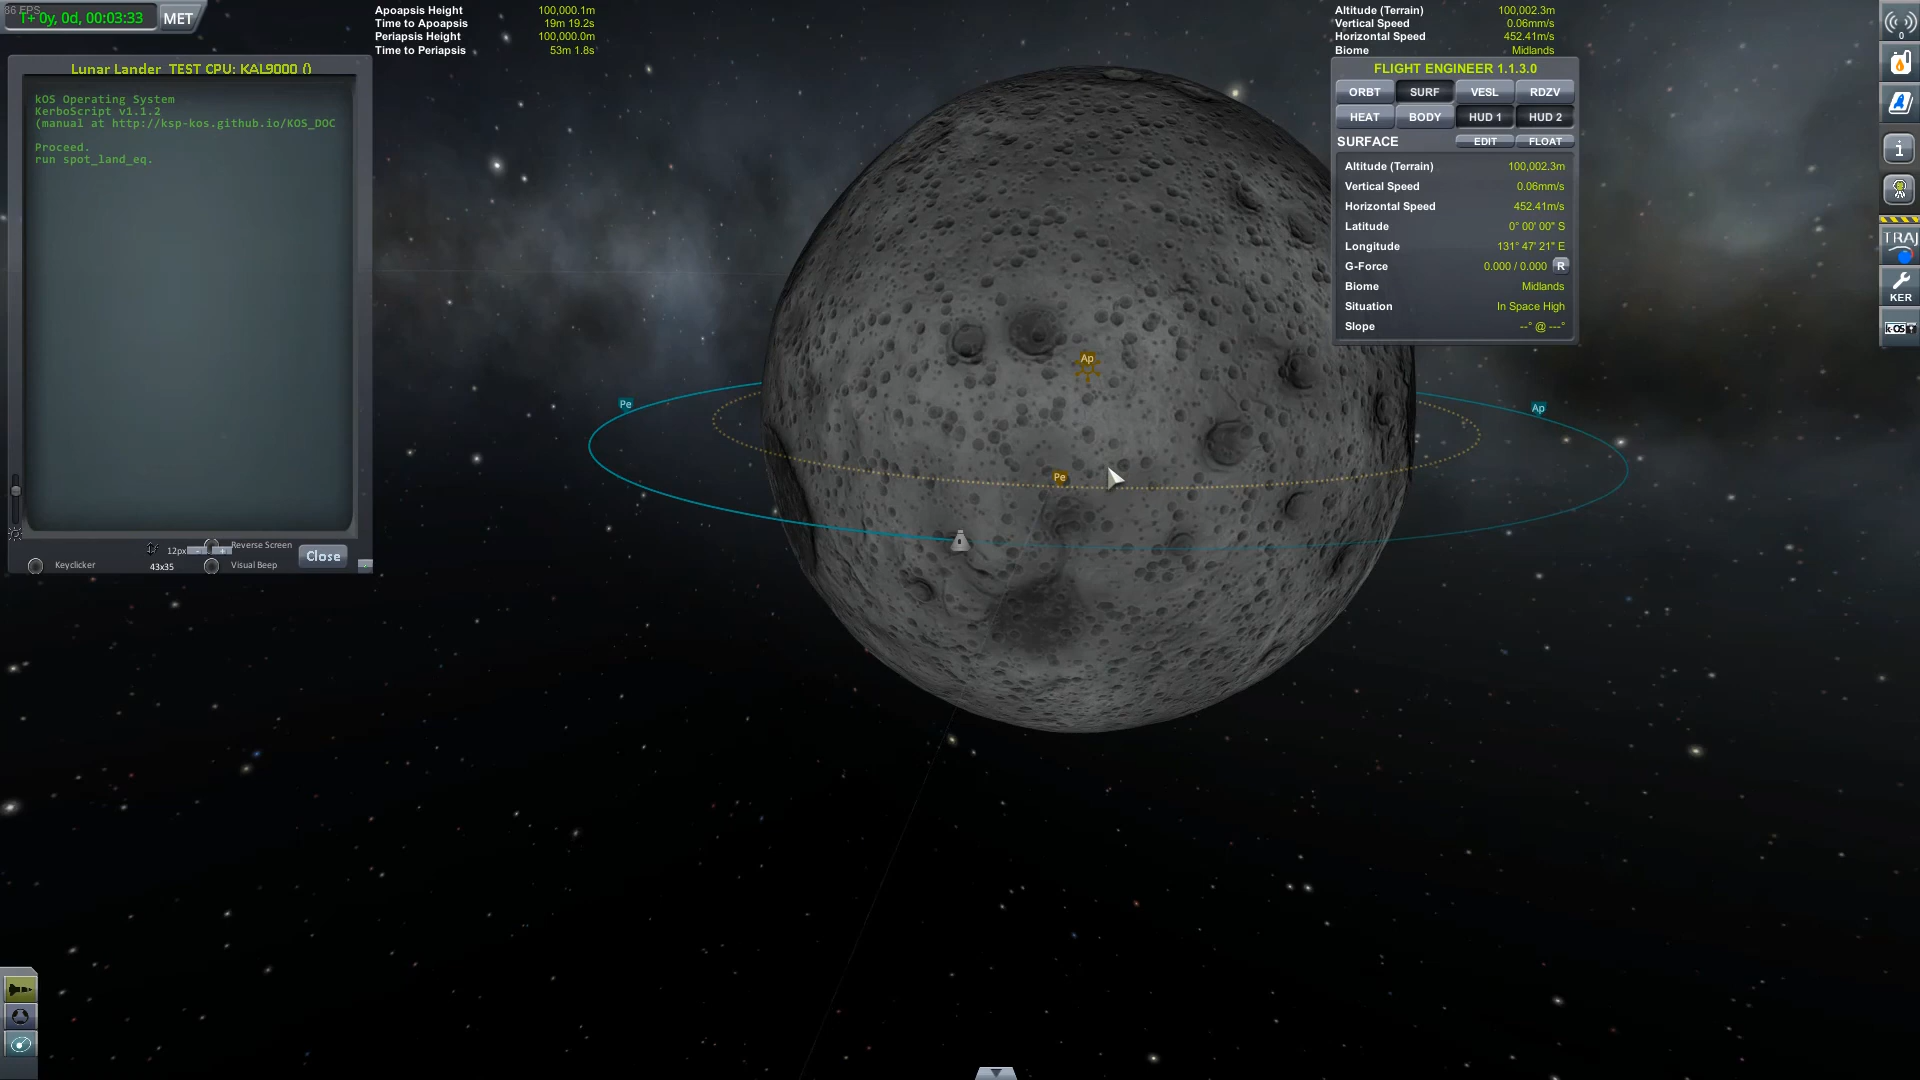 86 FPS
T+ 0y, 0d, 00:03:33 MET
Apoapsis Height 100,000.1m
Time to Apoapsis 19m 19.2s
Periapsis Height 100,000.0m
Time to Periapsis 53m 1.8s
Altitude (Terrain) 100,002.3m
Vertical Speed 0.06mm/s
Horizontal Speed 452.41m/s
Biome Midlands
Lunar Lander TEST CPU: KAL9000 ()
kOS Operating System
KerboScript v1.1.2
(manual at http://ksp-kos.github.io/KOS_DOC
Proceed.
run spot_land_eq.
12px - + Reverse Screen
Keyclicker 43x35 Visual Beep
Close
FLIGHT ENGINEER 1.1.3.0
ORBT SURF VESL RDZV
HEAT BODY HUD 1 HUD 2
SURFACE EDIT FLOAT
Altitude (Terrain) 100,002.3m
Vertical Speed 0.06mm/s
Horizontal Speed 452.41m/s
Latitude 0° 00' 00" S
Longitude 131° 47' 21" E
G-Force 0.000 / 0.000 R
Biome Midlands
Situation In Space High
Slope --° @ ---°
Ap
Pe
Ap
Pe
0
TRAJ
KER
kOS